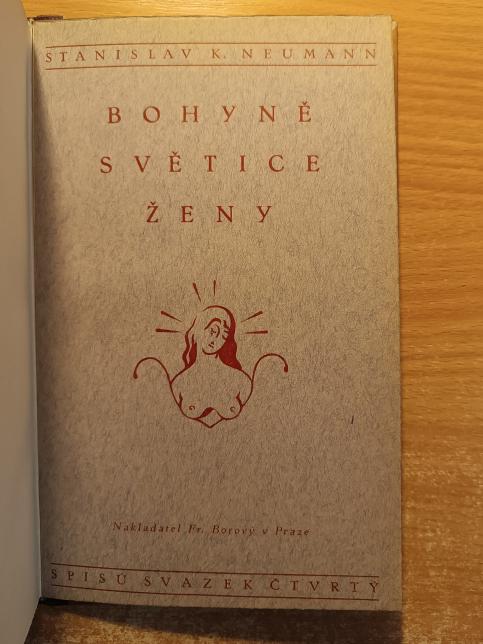 STANISLAV K. NEUMANN
BOHYNĚ
SVĚTICE
ŽENY
Nakladatel Fr. Borový v Praze
SPISŮ SVAZEK ČTVRTÝ